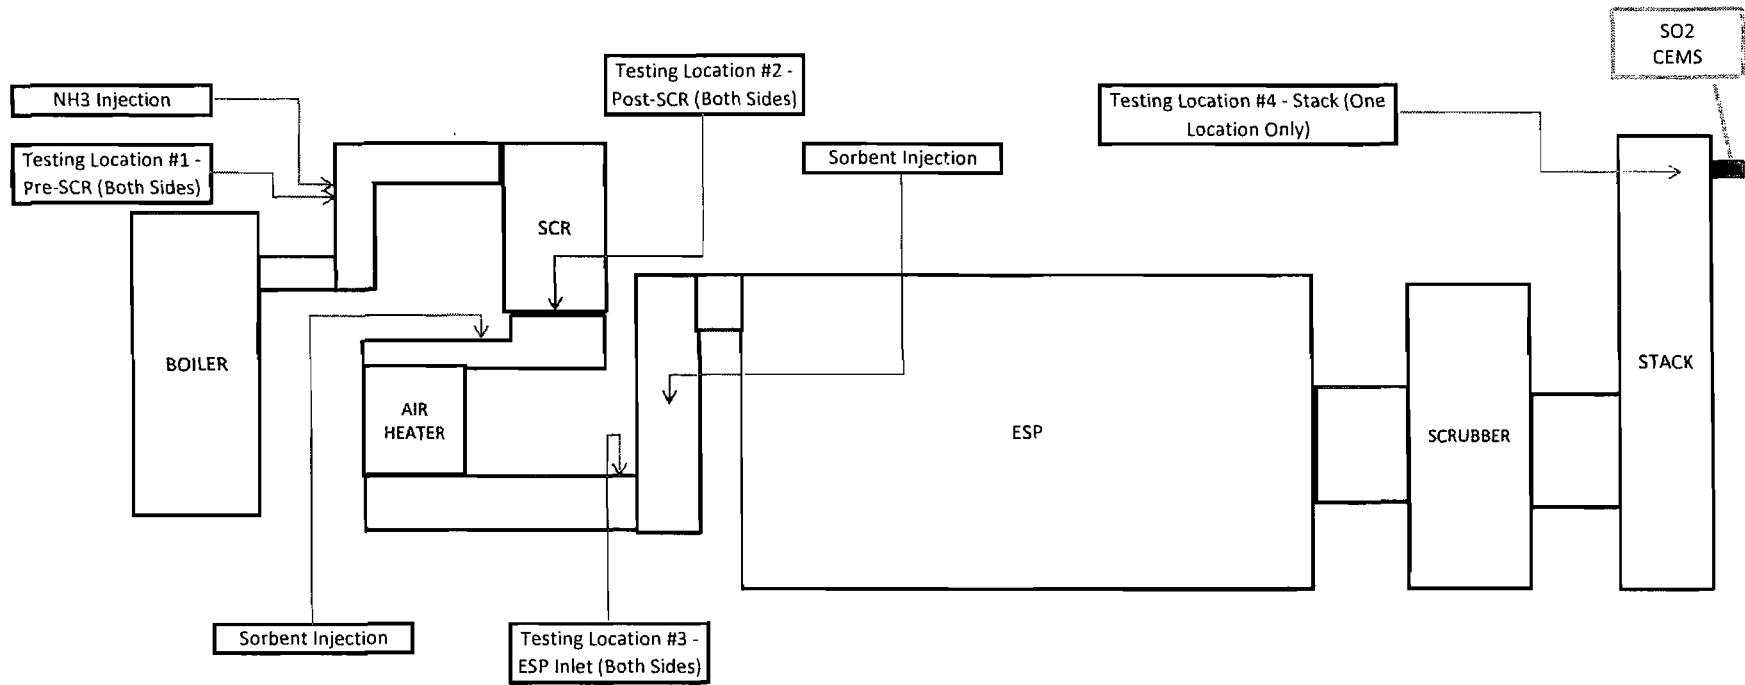 SO2
CEMS
Testing Location #2 -
Post-SCR (Both Sides)
NH3 Injection
Testing Location #4 - Stack (One
Location Only)
Testing Location #1 -
Pre-SCR (Both Sides)
Sorbent Injection
SCR
BOILER
STACK
AIR
HEATER
ESP
SCRUBBER
Sorbent Injection
Testing Location #3 -
ESP Inlet (Both Sides)